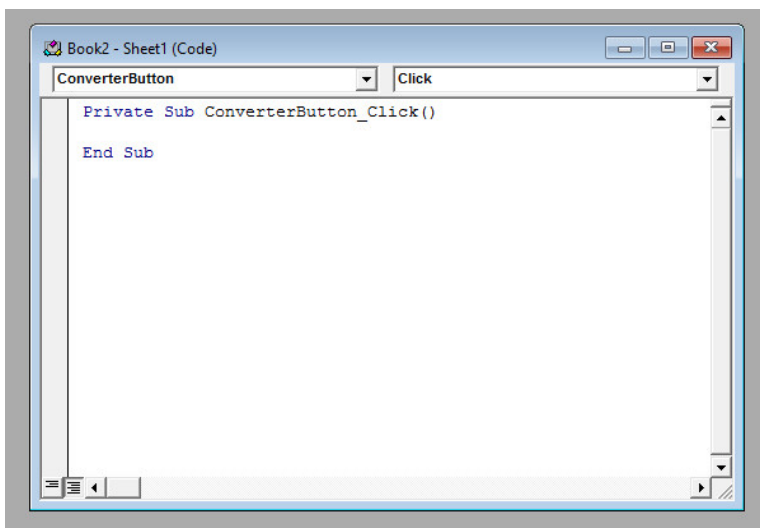 Book2 - Sheet1 (Code)
ConverterButton Click
Private Sub ConverterButton_Click()
End Sub